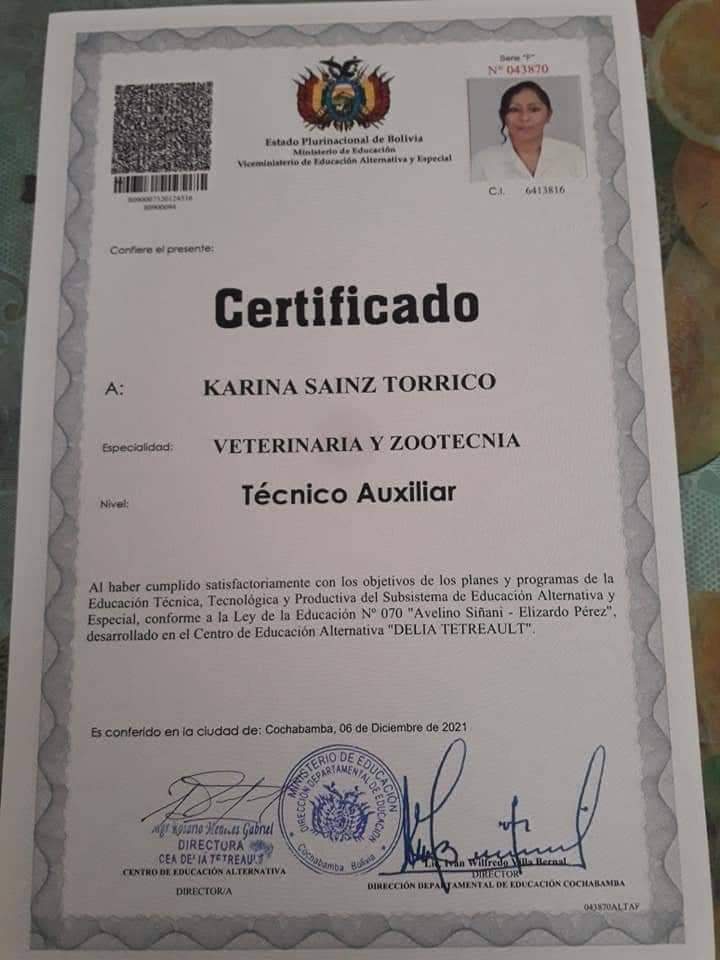 Serie "F"
N° 043870
Estado Plurinacional de Bolivia
Ministerio de Educación
Viceministerio de Educación Alternativa y Especial
C.I. 6413816
Confiere el presente:
Certificado
A: KARINA SAINZ TORRICO
Especialidad: VETERINARIA Y ZOOTECNIA
Nivel: Técnico Auxiliar
Al haber cumplido satisfactoriamente con los objetivos de los planes y programas de la
Educación Técnica, Tecnológica y Productiva del Subsistema de Educación Alternativa y
Especial, conforme a la Ley de la Educación Nº 070 "Avelino Siñani - Elizardo Pérez",
desarrollado en el Centro de Educación Alternativa "DELIA TETREAULT".
Es conferido en la ciudad de: Cochabamba, 06 de Diciembre de 2021
MINISTERIO DE EDUCACIÓN
DIRECCIÓN DEPARTAMENTAL DE EDUCACIÓN
Cochabamba Bolivia
Rosario Gabriel
DIRECTORA
CEA DELIA TETREAULT
CENTRO DE EDUCACIÓN ALTERNATIVA
DIRECTOR/A
Lic. Iván Wilfredo Villa Bernal
DIRECTOR
DIRECCIÓN DEPARTAMENTAL DE EDUCACIÓN COCHABAMBA
043870ALTAF